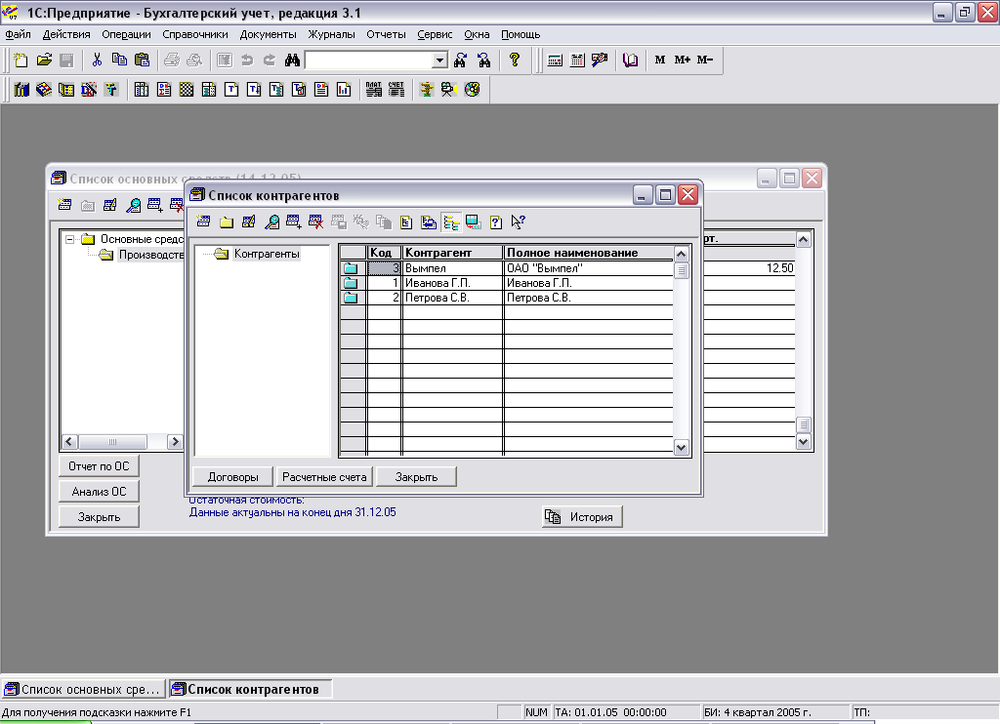 1С:Предприятие - Бухгалтерский учет, редакция 3.1
Файл Действия Операции Справочники Документы Журналы Отчеты Сервис Окна Помощь
M M+ M-
Список основных средств (14.12.05)
Список контрагентов
Основные средс
Производств
рт.
12.50
Контрагенты
Код Контрагент Полное наименование
3 Вымпел ОАО "Вымпел"
1 Иванова Г.П. Иванова Г.П.
2 Петрова С.В. Петрова С.В.
Договоры Расчетные счета Закрыть
Отчет по ОС
Анализ ОС
Закрыть
Остаточная стоимость:
Данные актуальны на конец дня 31.12.05
История
Список основных сре... Список контрагентов
Для получения подсказки нажмите F1 NUM TA: 01.01.05 00:00:00 БИ: 4 квартал 2005 г. ТП: